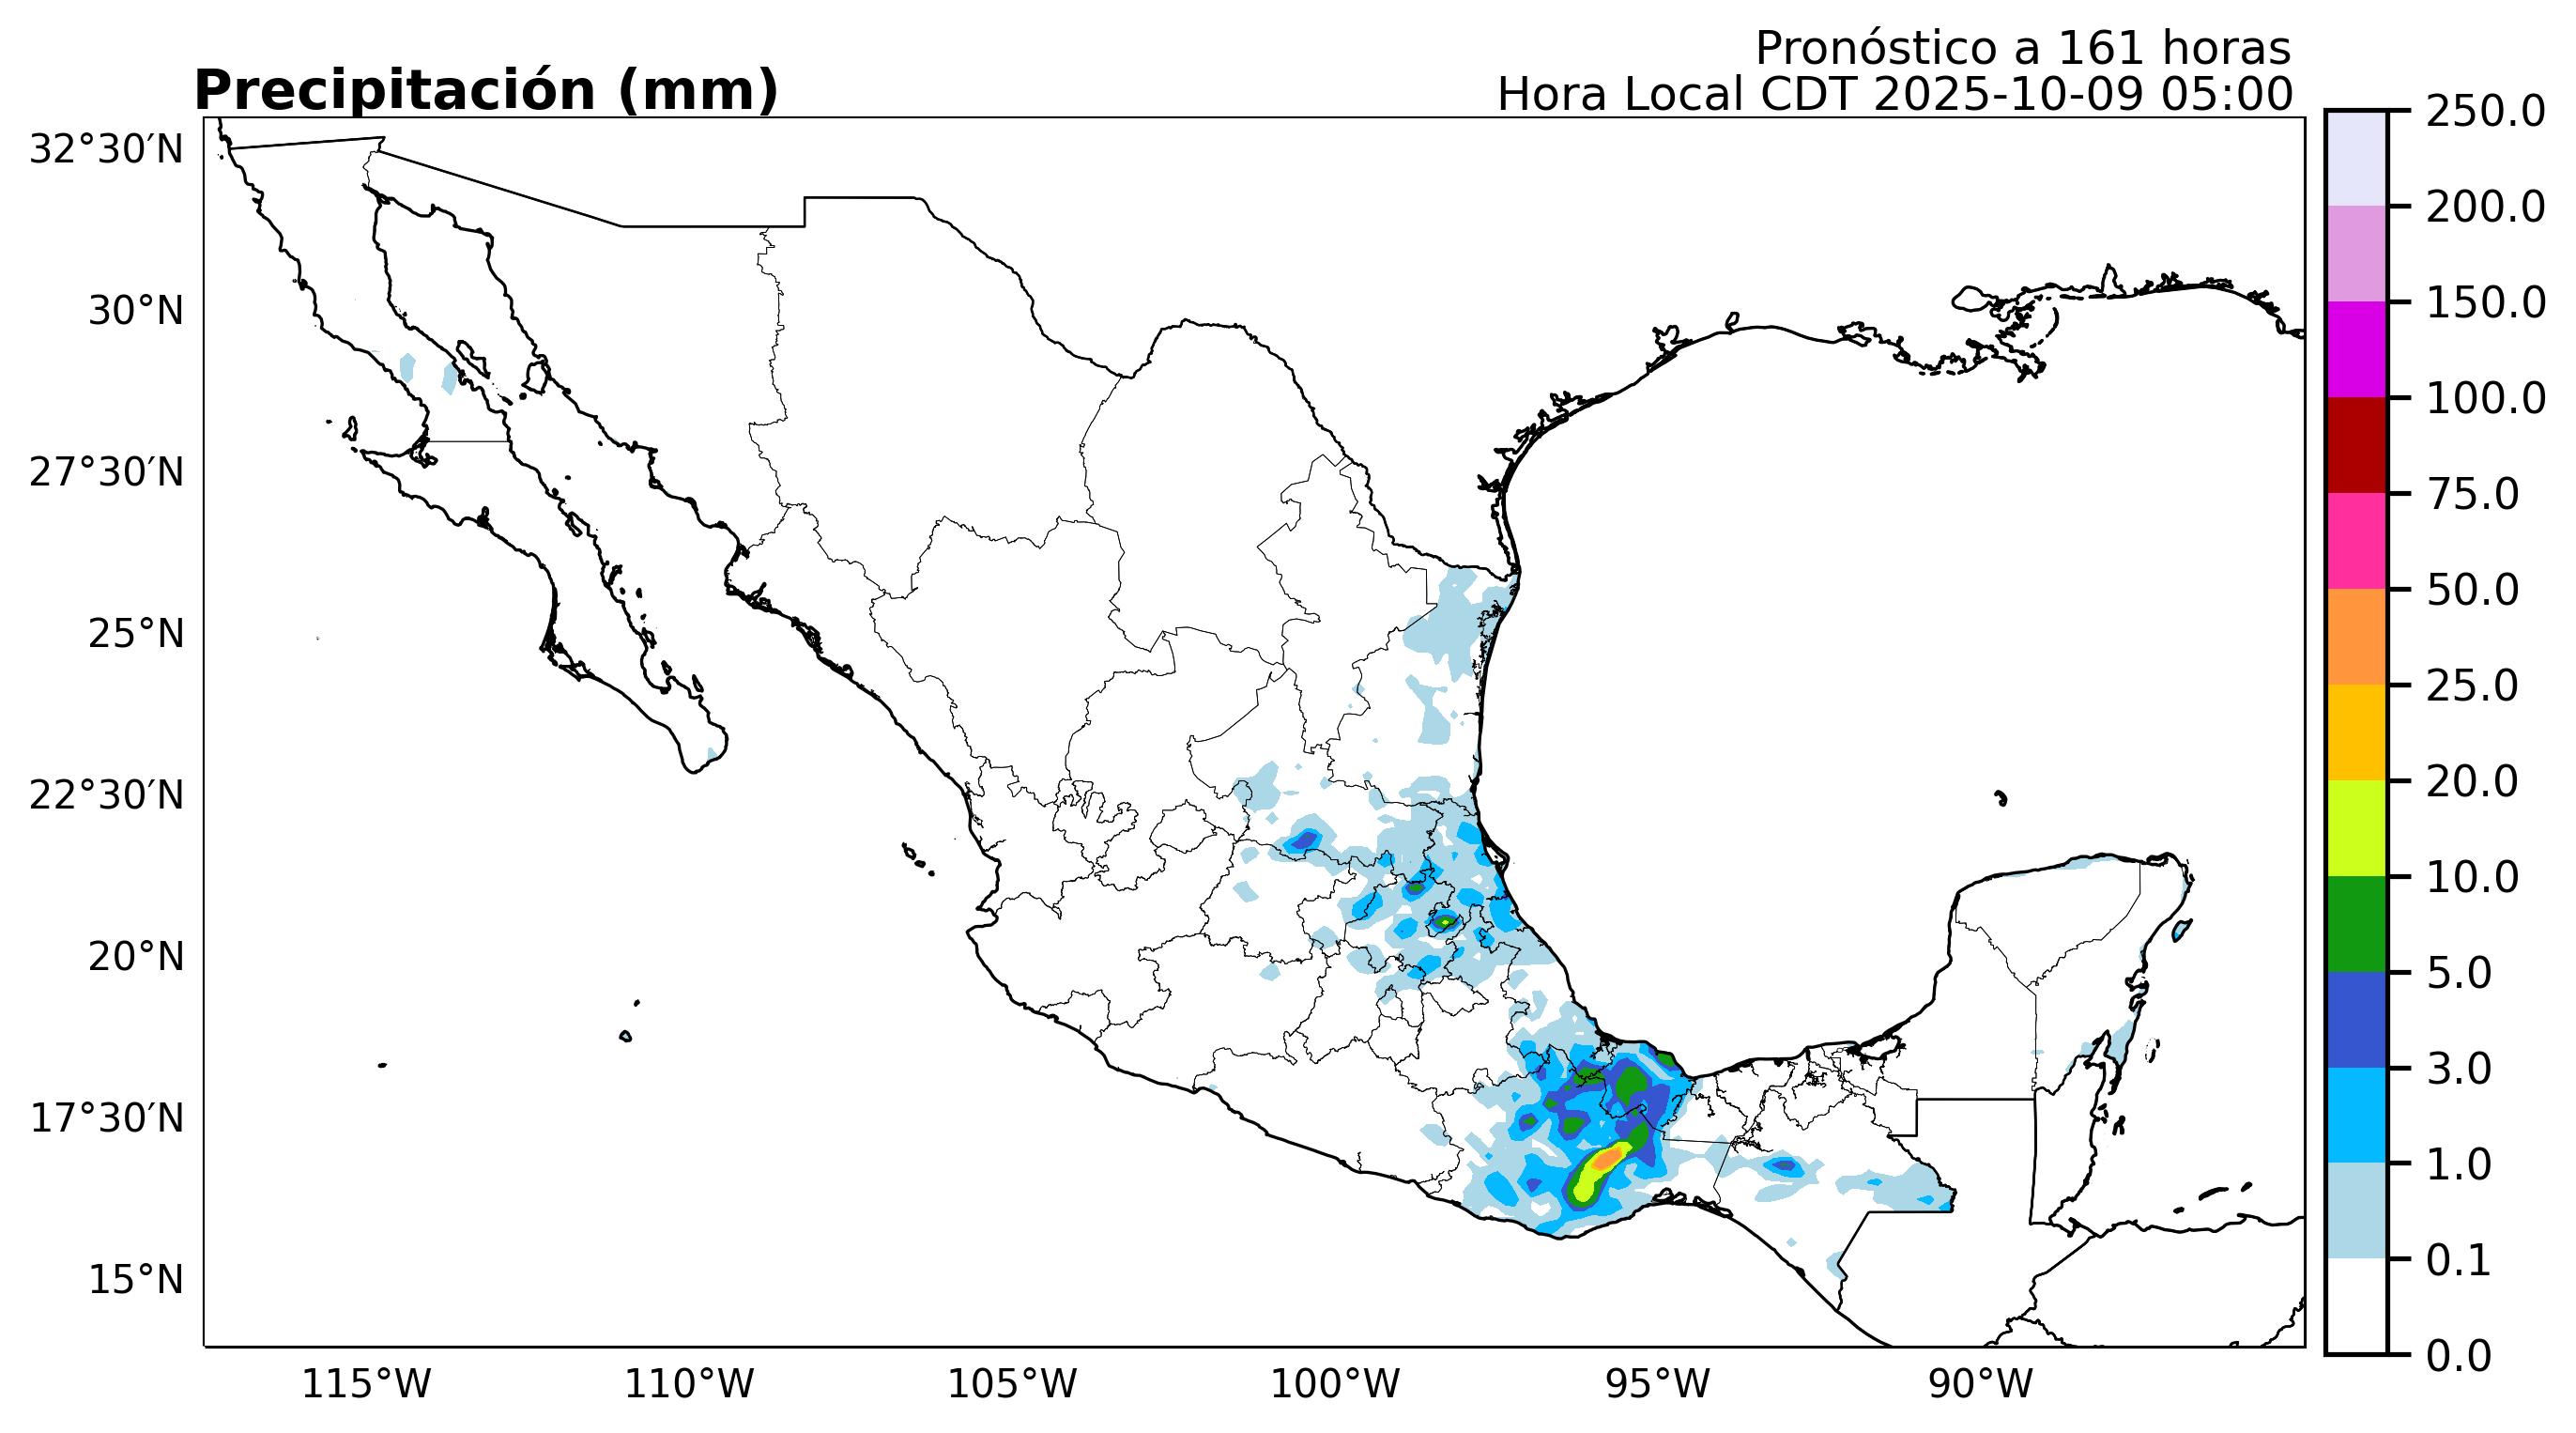 Pronóstico a 161 horas
Precipitación (mm)
Hora Local CDT 2025-10-09 05:00
32°30′N
30°N
27°30′N
25°N
22°30′N
20°N
17°30′N
15°N
115°W
110°W
105°W
100°W
95°W
90°W
250.0
200.0
150.0
100.0
75.0
50.0
25.0
20.0
10.0
5.0
3.0
1.0
0.1
0.0